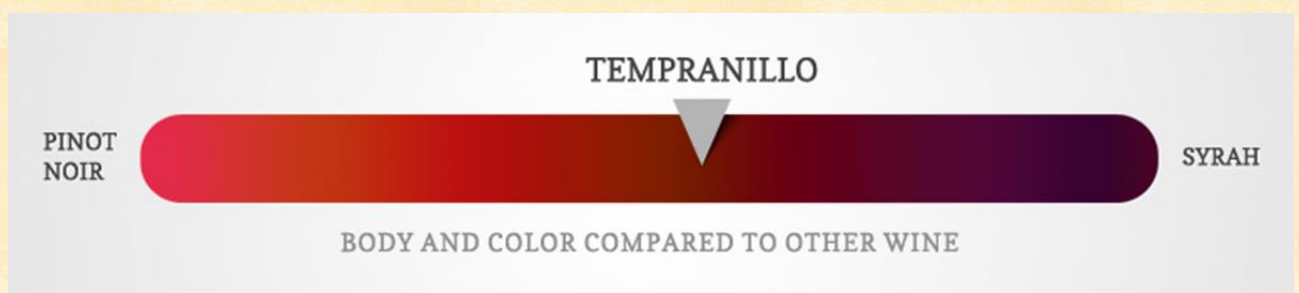 TEMPRANILLO
PINOT
NOIR
SYRAH
BODY AND COLOR COMPARED TO OTHER WINE